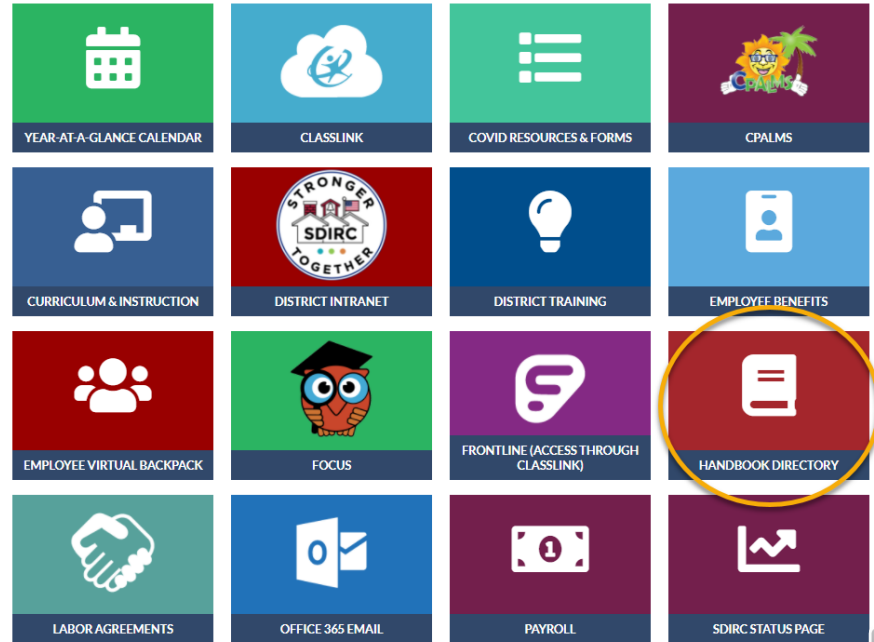 YEAR-AT-A-GLANCE CALENDAR
CLASSLINK
COVID RESOURCES & FORMS
CPALMS
CPALMS
STRONGER
SDIRC
TOGETHER
CURRICULUM & INSTRUCTION
DISTRICT INTRANET
DISTRICT TRAINING
EMPLOYEE BENEFITS
EMPLOYEE VIRTUAL BACKPACK
FOCUS
FRONTLINE (ACCESS THROUGH
CLASSLINK)
HANDBOOK DIRECTORY
0
1
LABOR AGREEMENTS
OFFICE 365 EMAIL
PAYROLL
SDIRC STATUS PAGE